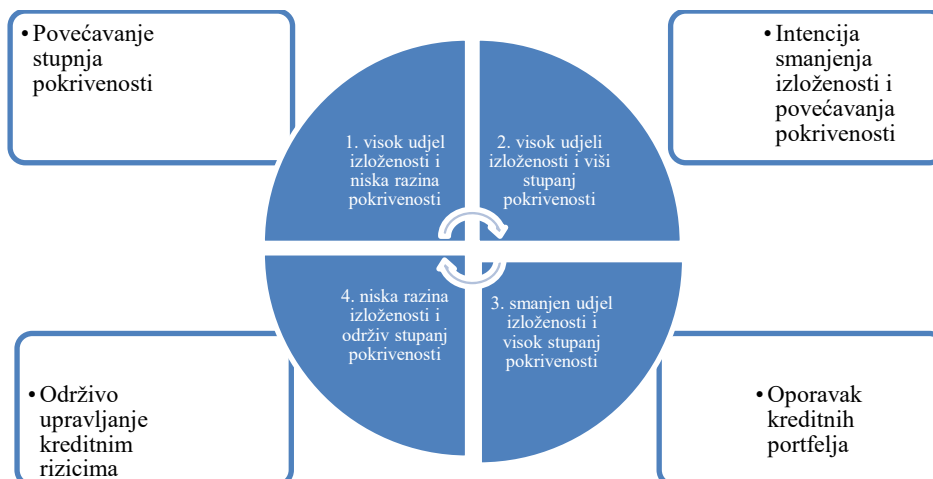 • Povećavanje
stupnja
pokrivenosti
• Intencija
smanjenja
izloženosti i
povećavanja
pokrivenosti
1. visok udjel
izloženosti i
niska razina
pokrivenosti
2. visok udjeli
izloženosti i viši
stupanj
pokrivenosti
4. niska razina
izloženosti i
održiv stupanj
pokrivenosti
3. smanjen udjel
izloženosti i
visok stupanj
pokrivenosti
• Održivo
upravljanje
kreditnim
rizicima
• Oporavak
kreditnih
portfelja